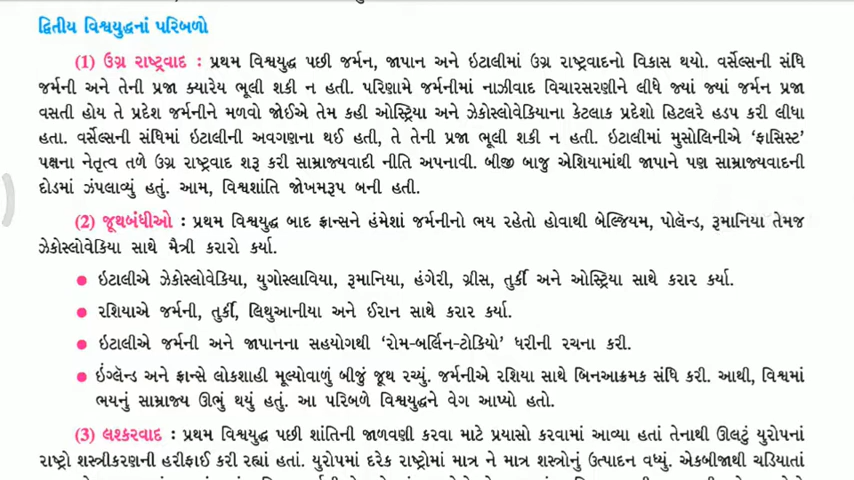 દ્વિતીય વિશ્વયુદ્ધનાં પરિબળો
(1) ઉગ્ર રાષ્ટ્રવાદ : પ્રથમ વિશ્વયુદ્ધ પછી જર્મન, જાપાન અને ઇટાલીમાં ઉગ્ર રાષ્ટ્રવાદનો વિકાસ થયો. વર્સેલ્સની સંધિ
જર્મની અને તેની પ્રજા ક્યારેય ભૂલી શકી ન હતી. પરિણામે જર્મનીમાં નાઝીવાદ વિચારસરણીને લીધે જ્યાં જ્યાં જર્મન પ્રજા
વસતી હોય તે પ્રદેશ જર્મનીને મળવો જોઈએ તેમ કહી ઓસ્ટ્રિયા અને ઝેકોસ્લોવેકિયાના કેટલાક પ્રદેશો હિટલરે હડપ કરી લીધા
હતા. વર્સેલ્સની સંધિમાં ઇટાલીની અવગણના થઈ હતી, તે તેની પ્રજા ભૂલી શકી ન હતી. ઇટાલીમાં મુસોલિનીએ ‘ફાસિસ્ટ’
પક્ષના નેતૃત્વ તળે ઉગ્ર રાષ્ટ્રવાદ શરૂ કરી સામ્રાજ્યવાદી નીતિ અપનાવી. બીજી બાજુ એશિયામાંથી જાપાને પણ સામ્રાજ્યવાદની
દોડમાં ઝંપલાવ્યું હતું. આમ, વિશ્વશાંતિ જોખમરૂપ બની હતી.
(2) જૂથબંધીઓ : પ્રથમ વિશ્વયુદ્ધ બાદ ફ્રાન્સને હંમેશાં જર્મનીનો ભય રહેતો હોવાથી બેલ્જિયમ, પોલૅન્ડ, રૂમાનિયા તેમજ
ઝેકોસ્લોવેકિયા સાથે મૈત્રી કરારો કર્યા.
● ઇટાલીએ ઝેકોસ્લોવેકિયા, યુગોસ્લાવિયા, રૂમાનિયા, હંગેરી, ગ્રીસ, તુર્કી અને ઓસ્ટ્રિયા સાથે કરાર કર્યા.
● રશિયાએ જર્મની, તુર્કી, લિથુઆનીયા અને ઈરાન સાથે કરાર કર્યા.
● ઇટાલીએ જર્મની અને જાપાનના સહયોગથી ‘રોમ-બર્લિન-ટોકિયો’ ધરીની રચના કરી.
● ઇંગ્લૅન્ડ અને ફ્રાન્સે લોકશાહી મૂલ્યોવાળું બીજું જૂથ રચ્યું. જર્મનીએ રશિયા સાથે બિનઆક્રમક સંધિ કરી. આથી, વિશ્વમાં
ભયનું સામ્રાજ્ય ઊભું થયું હતું. આ પરિબળે વિશ્વયુદ્ધને વેગ આપ્યો હતો.
(3) લશ્કરવાદ : પ્રથમ વિશ્વયુદ્ધ પછી શાંતિની જાળવણી કરવા માટે પ્રયાસો કરવામાં આવ્યા હતાં તેનાથી ઊલટું યુરોપનાં
રાષ્ટ્રો શસ્ત્રીકરણની હરીફાઈ કરી રહ્યાં હતાં. યુરોપમાં દરેક રાષ્ટ્રોમાં માત્ર ને માત્ર શસ્ત્રોનું ઉત્પાદન વધ્યું. એકબીજાથી ચડિયાતાં